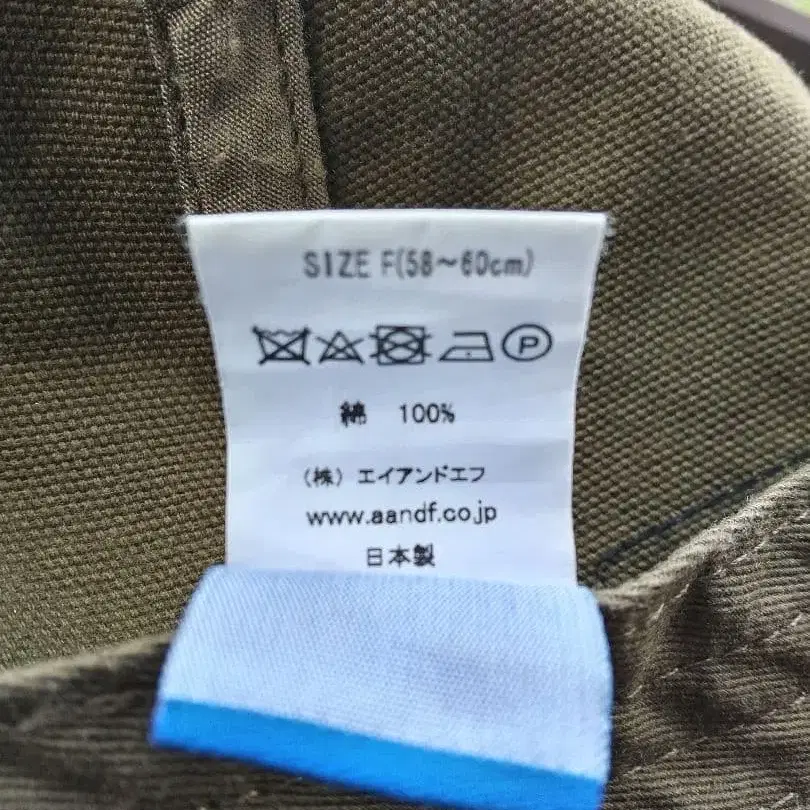 SIZE F(58～60cm)
P
綿 100%
(株) エイアンドエフ
www.aandf.co.jp
日本製